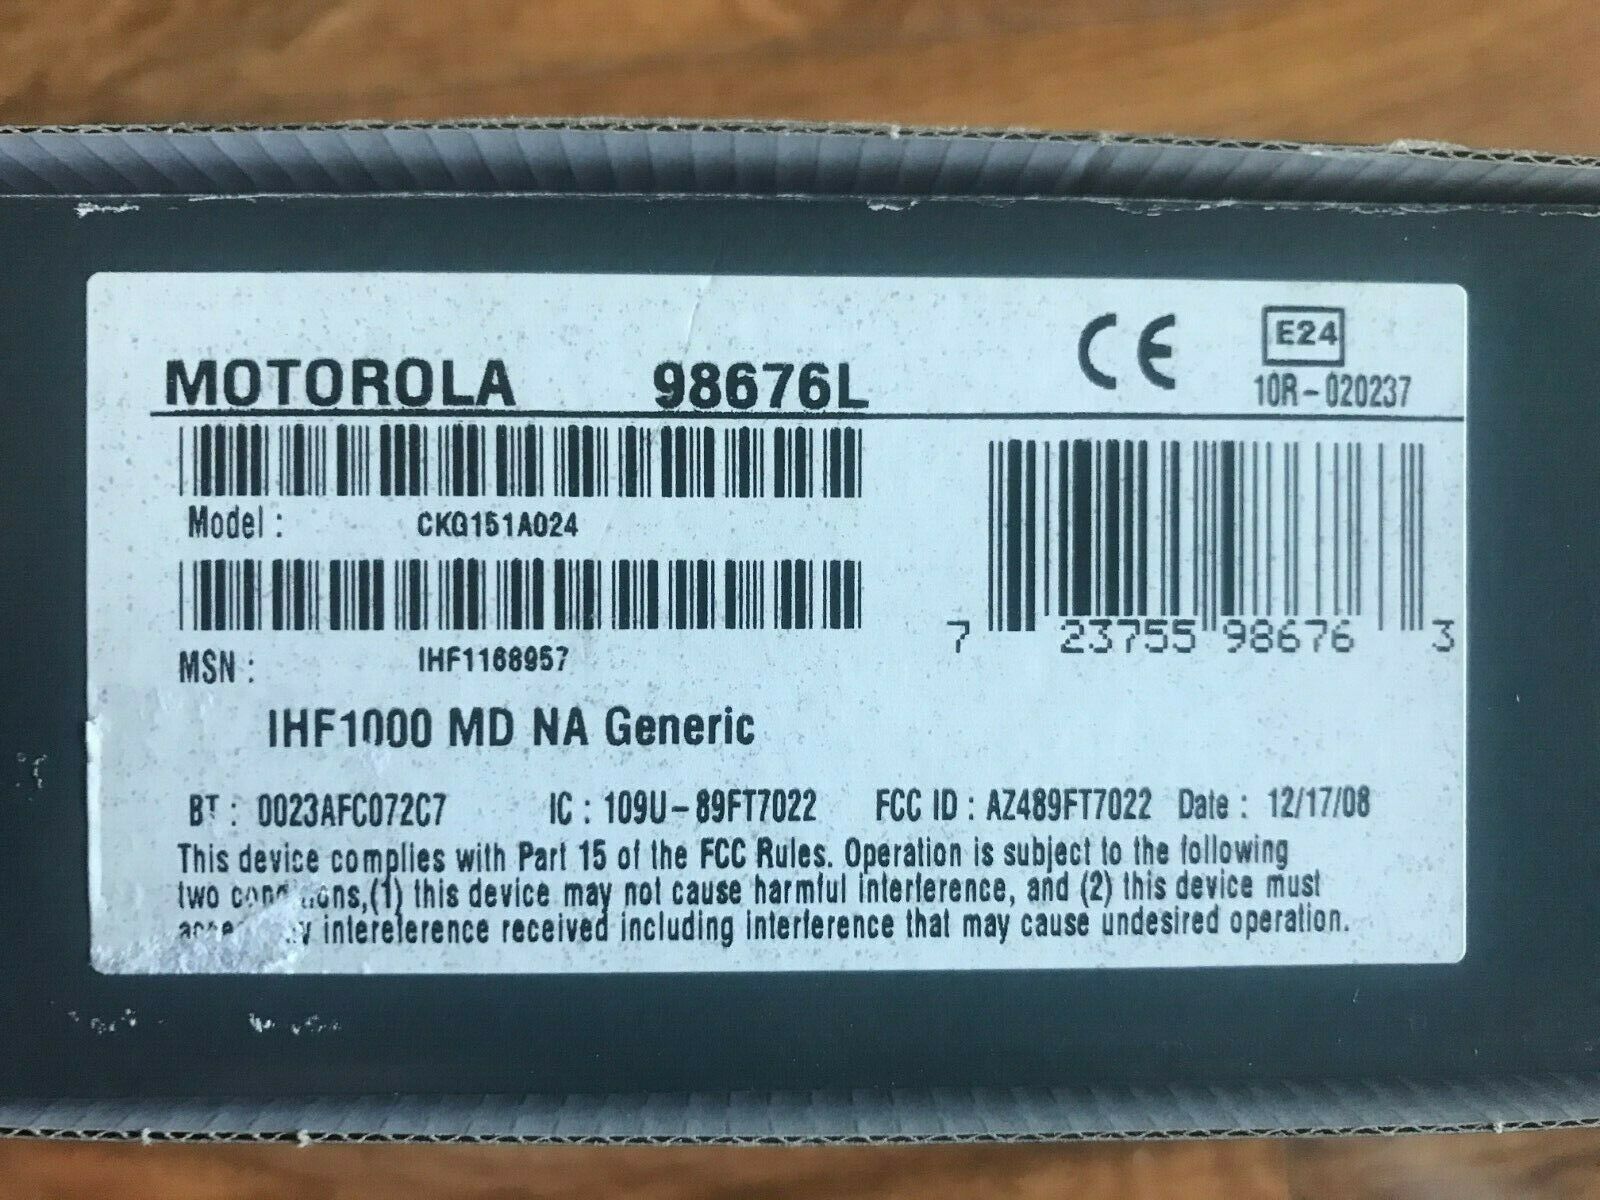 MOTOROLA 98676L CE E24
10R-020237
Model : CKG151A024
MSN : IHF1168957
7 23755 98676 3
IHF1000 MD NA Generic
BT : 0023AFC072C7 IC : 109U-89FT7022 FCC ID : AZ489FT7022 Date : 12/17/08
This device complies with Part 15 of the FCC Rules. Operation is subject to the following
two (1) this device may not cause harmful interference, and (2) this device must
intereference received including interference that may cause undesired operation.